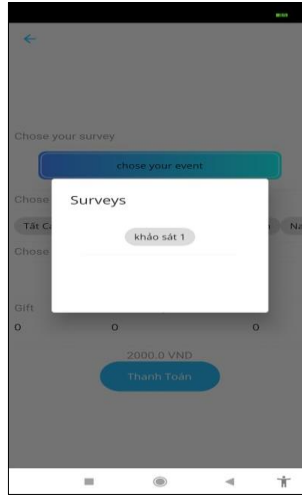 Chose your survey
chose your event
Chose
Surveys
Tất Cả
khảo sát 1
Chose
Gift
0 0 0
2000.0 VND
Thanh Toán